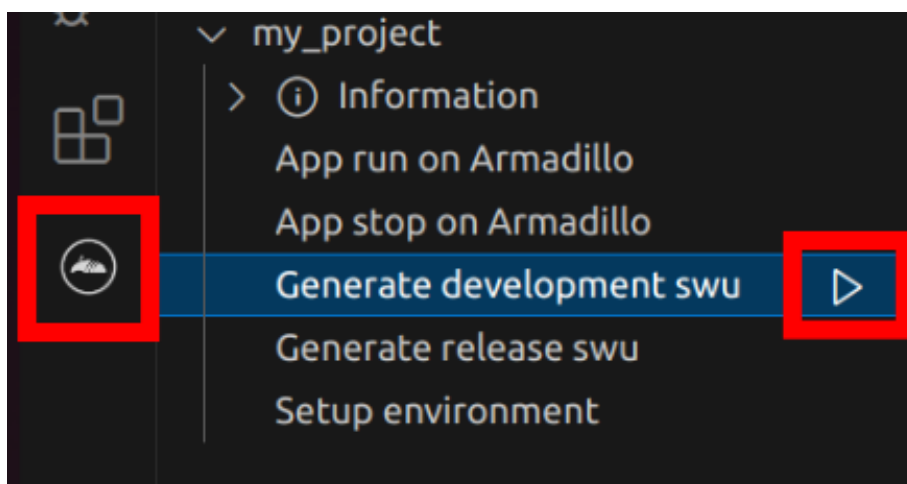 my_project
Information
App run on Armadillo
App stop on Armadillo
Generate development swu
Generate release swu
Setup environment